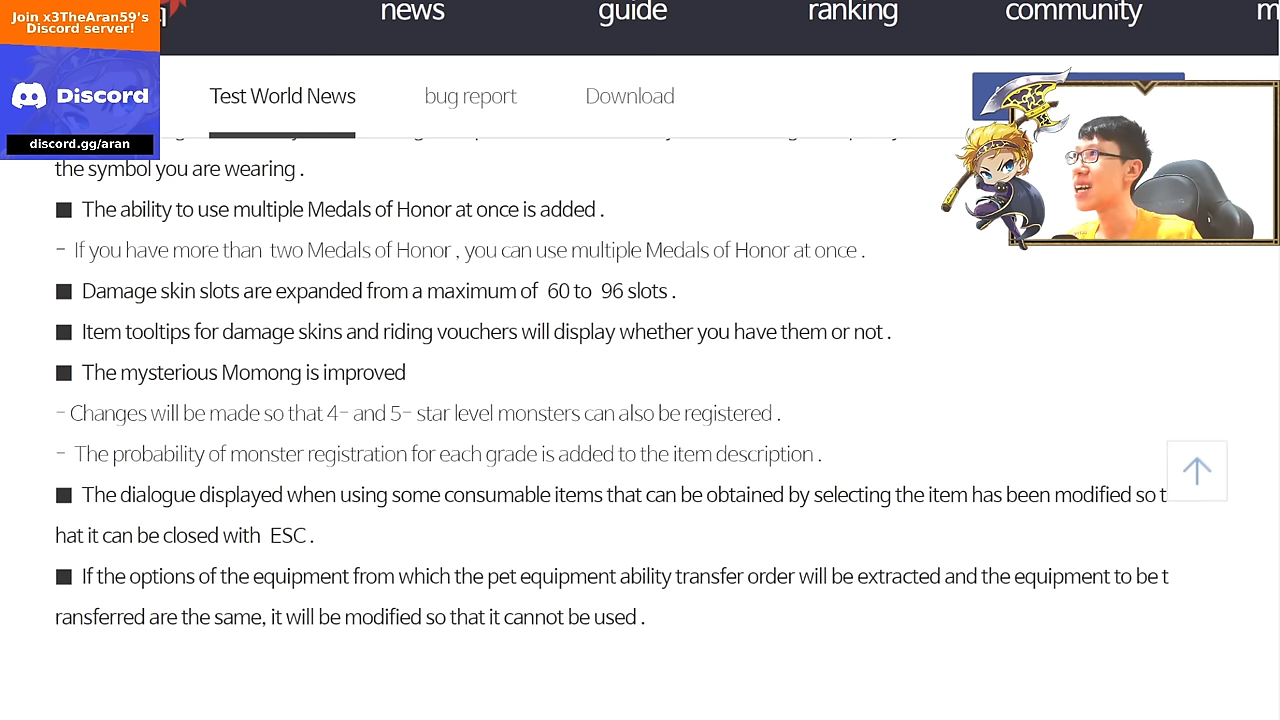 Join x3TheAran59's
Discord server!
Discord
discord.gg/aran
news
guide
ranking
community
Test World News
bug report
Download
the symbol you are wearing .
■ The ability to use multiple Medals of Honor at once is added .
- If you have more than two Medals of Honor , you can use multiple Medals of Honor at once .
■ Damage skin slots are expanded from a maximum of 60 to 96 slots .
■ Item tooltips for damage skins and riding vouchers will display whether you have them or not .
■ The mysterious Momong is improved
- Changes will be made so that 4- and 5- star level monsters can also be registered .
- The probability of monster registration for each grade is added to the item description .
■ The dialogue displayed when using some consumable items that can be obtained by selecting the item has been modified so t
hat it can be closed with ESC .
■ If the options of the equipment from which the pet equipment ability transfer order will be extracted and the equipment to be t
ransferred are the same, it will be modified so that it cannot be used .